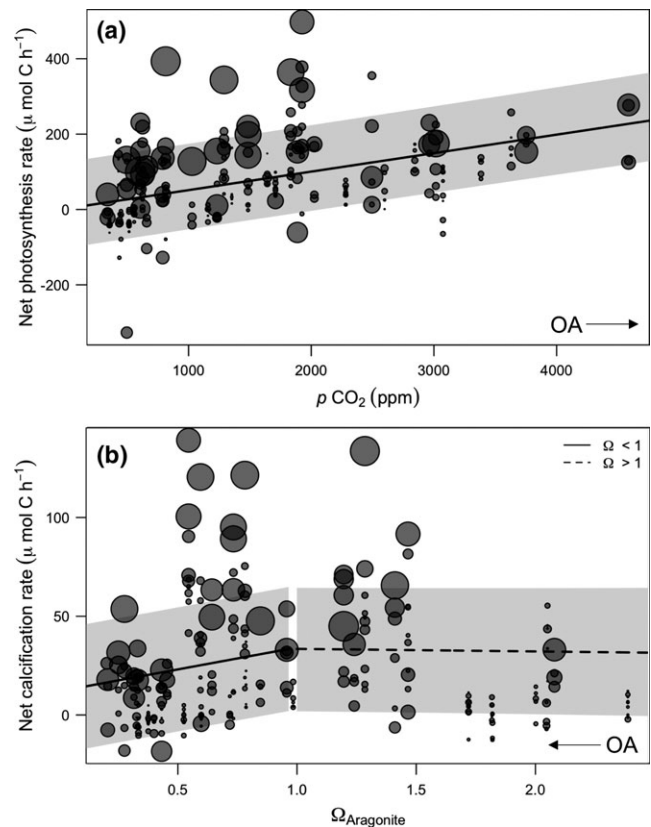 (a)
Net photosynthesis rate (μ mol C h⁻¹)
400
200
0
-200
OA
1000
2000
3000
4000
p CO₂ (ppm)
(b)
Ω < 1
Ω > 1
Net calcification rate (μ mol C h⁻¹)
100
50
0
OA
0.5
1.0
1.5
2.0
Ω Aragonite